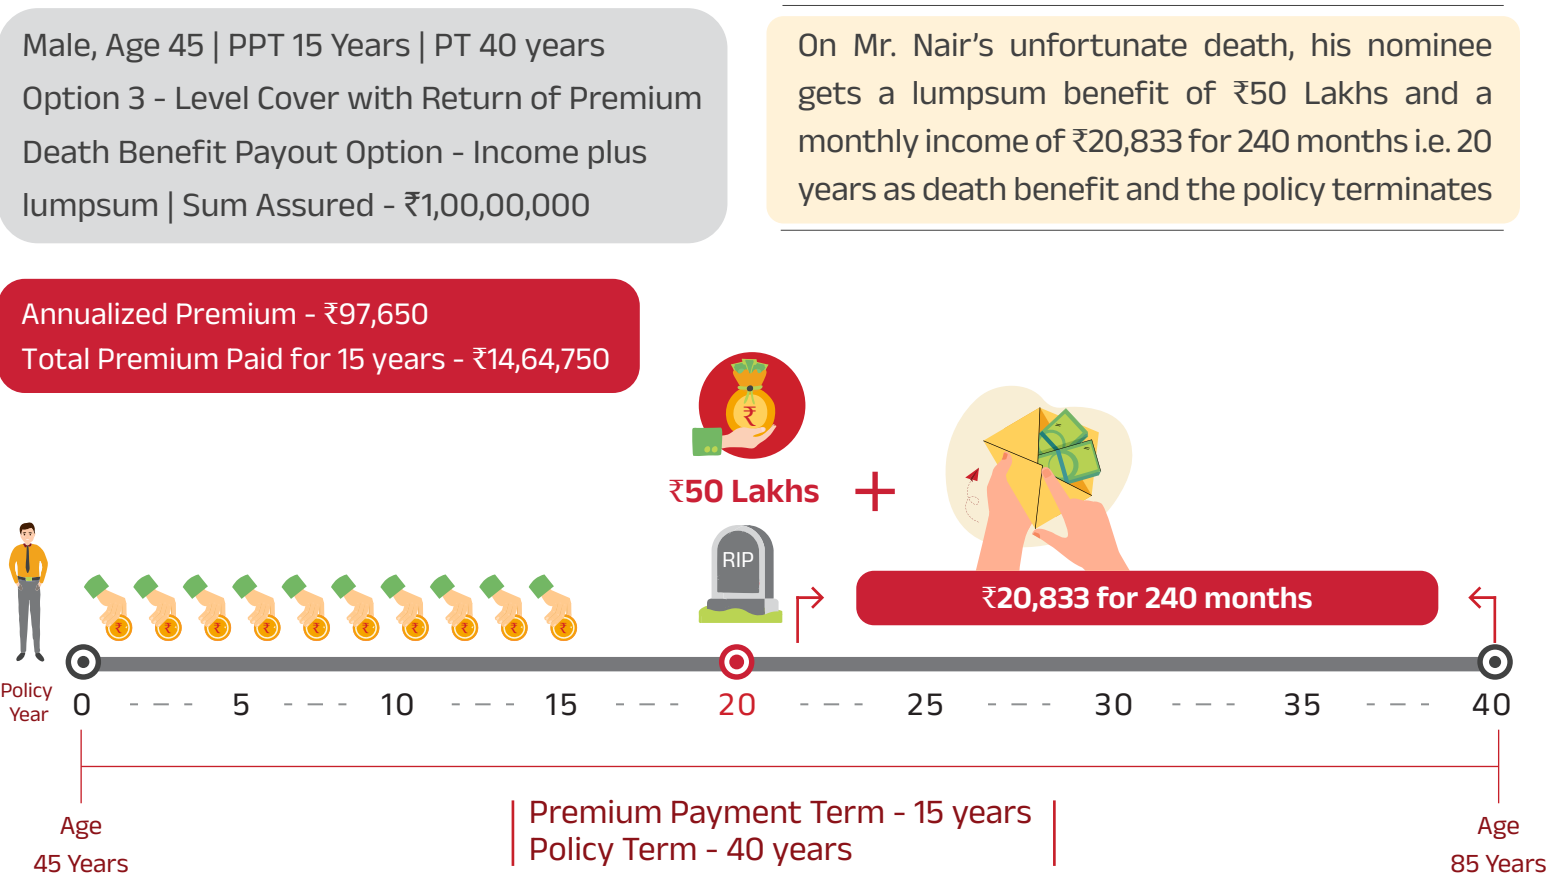 Male, Age 45 | PPT 15 Years | PT 40 years
Option 3 - Level Cover with Return of Premium
Death Benefit Payout Option - Income plus
lumpsum | Sum Assured - ₹1,00,00,000
On Mr. Nair's unfortunate death, his nominee
gets a lumpsum benefit of ₹50 Lakhs and a
monthly income of ₹20,833 for 240 months i.e. 20
years as death benefit and the policy terminates
Annualized Premium - ₹97,650
Total Premium Paid for 15 years - ₹14,64,750
₹
₹50 Lakhs +
RIP
₹20,833 for 240 months
₹ ₹ ₹ ₹ ₹ ₹ ₹ ₹ ₹ ₹
Policy
Year
0 - - - 5 - - - 10 - - - 15 - - - 20 - - - 25 - - - 30 - - - 35 - - - 40
Premium Payment Term - 15 years
Policy Term - 40 years
Age
45 Years
Age
85 Years